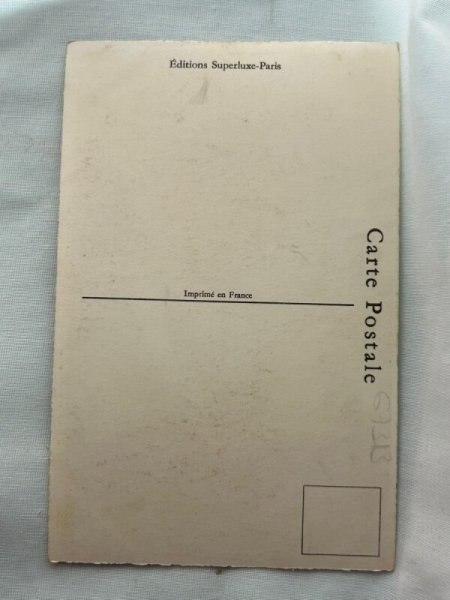 Éditions Superluxe-Paris
Carte Postale
Imprimé en France